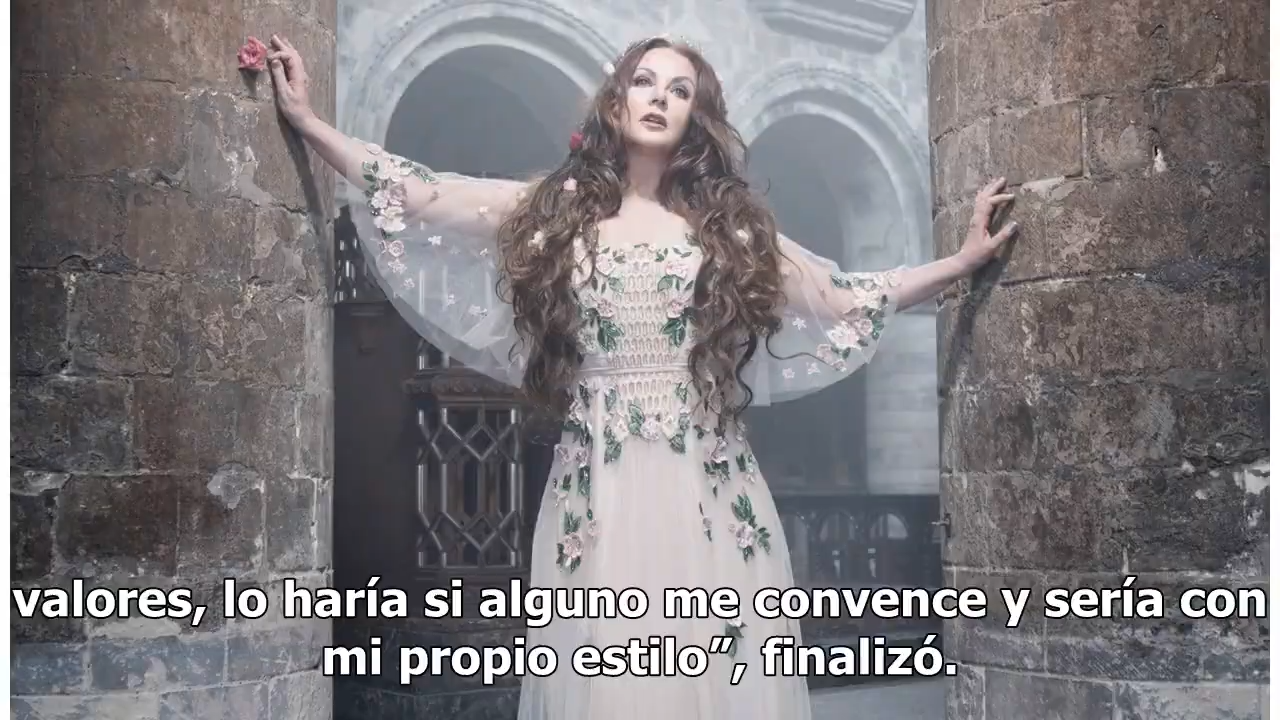 valores, lo haría si alguno me convence y sería con
mi propio estilo”, finalizó.